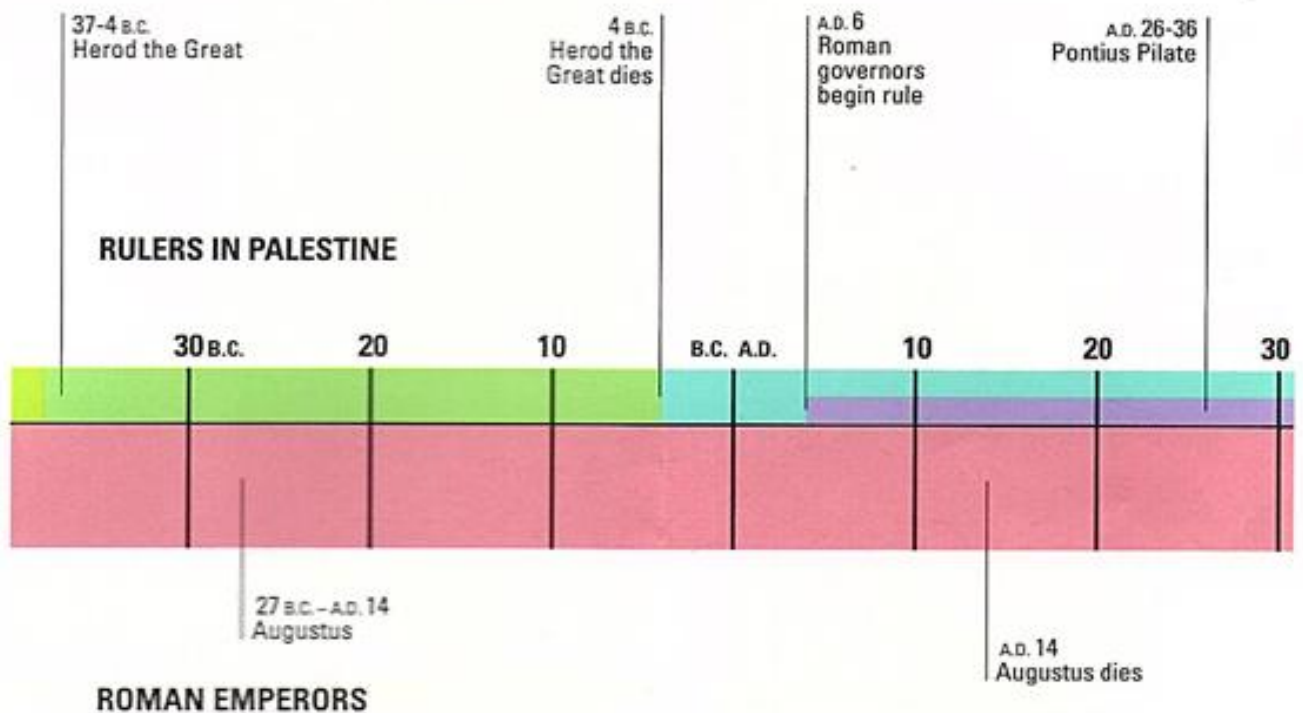 37-4 B.C.
Herod the Great
4 B.C.
Herod the
Great dies
A.D. 6
Roman
governors
begin rule
A.D. 26-36
Pontius Pilate
RULERS IN PALESTINE
30 B.C. 20 10 B.C. A.D. 10 20 30
27 B.C. – A.D. 14
Augustus
A.D. 14
Augustus dies
ROMAN EMPERORS